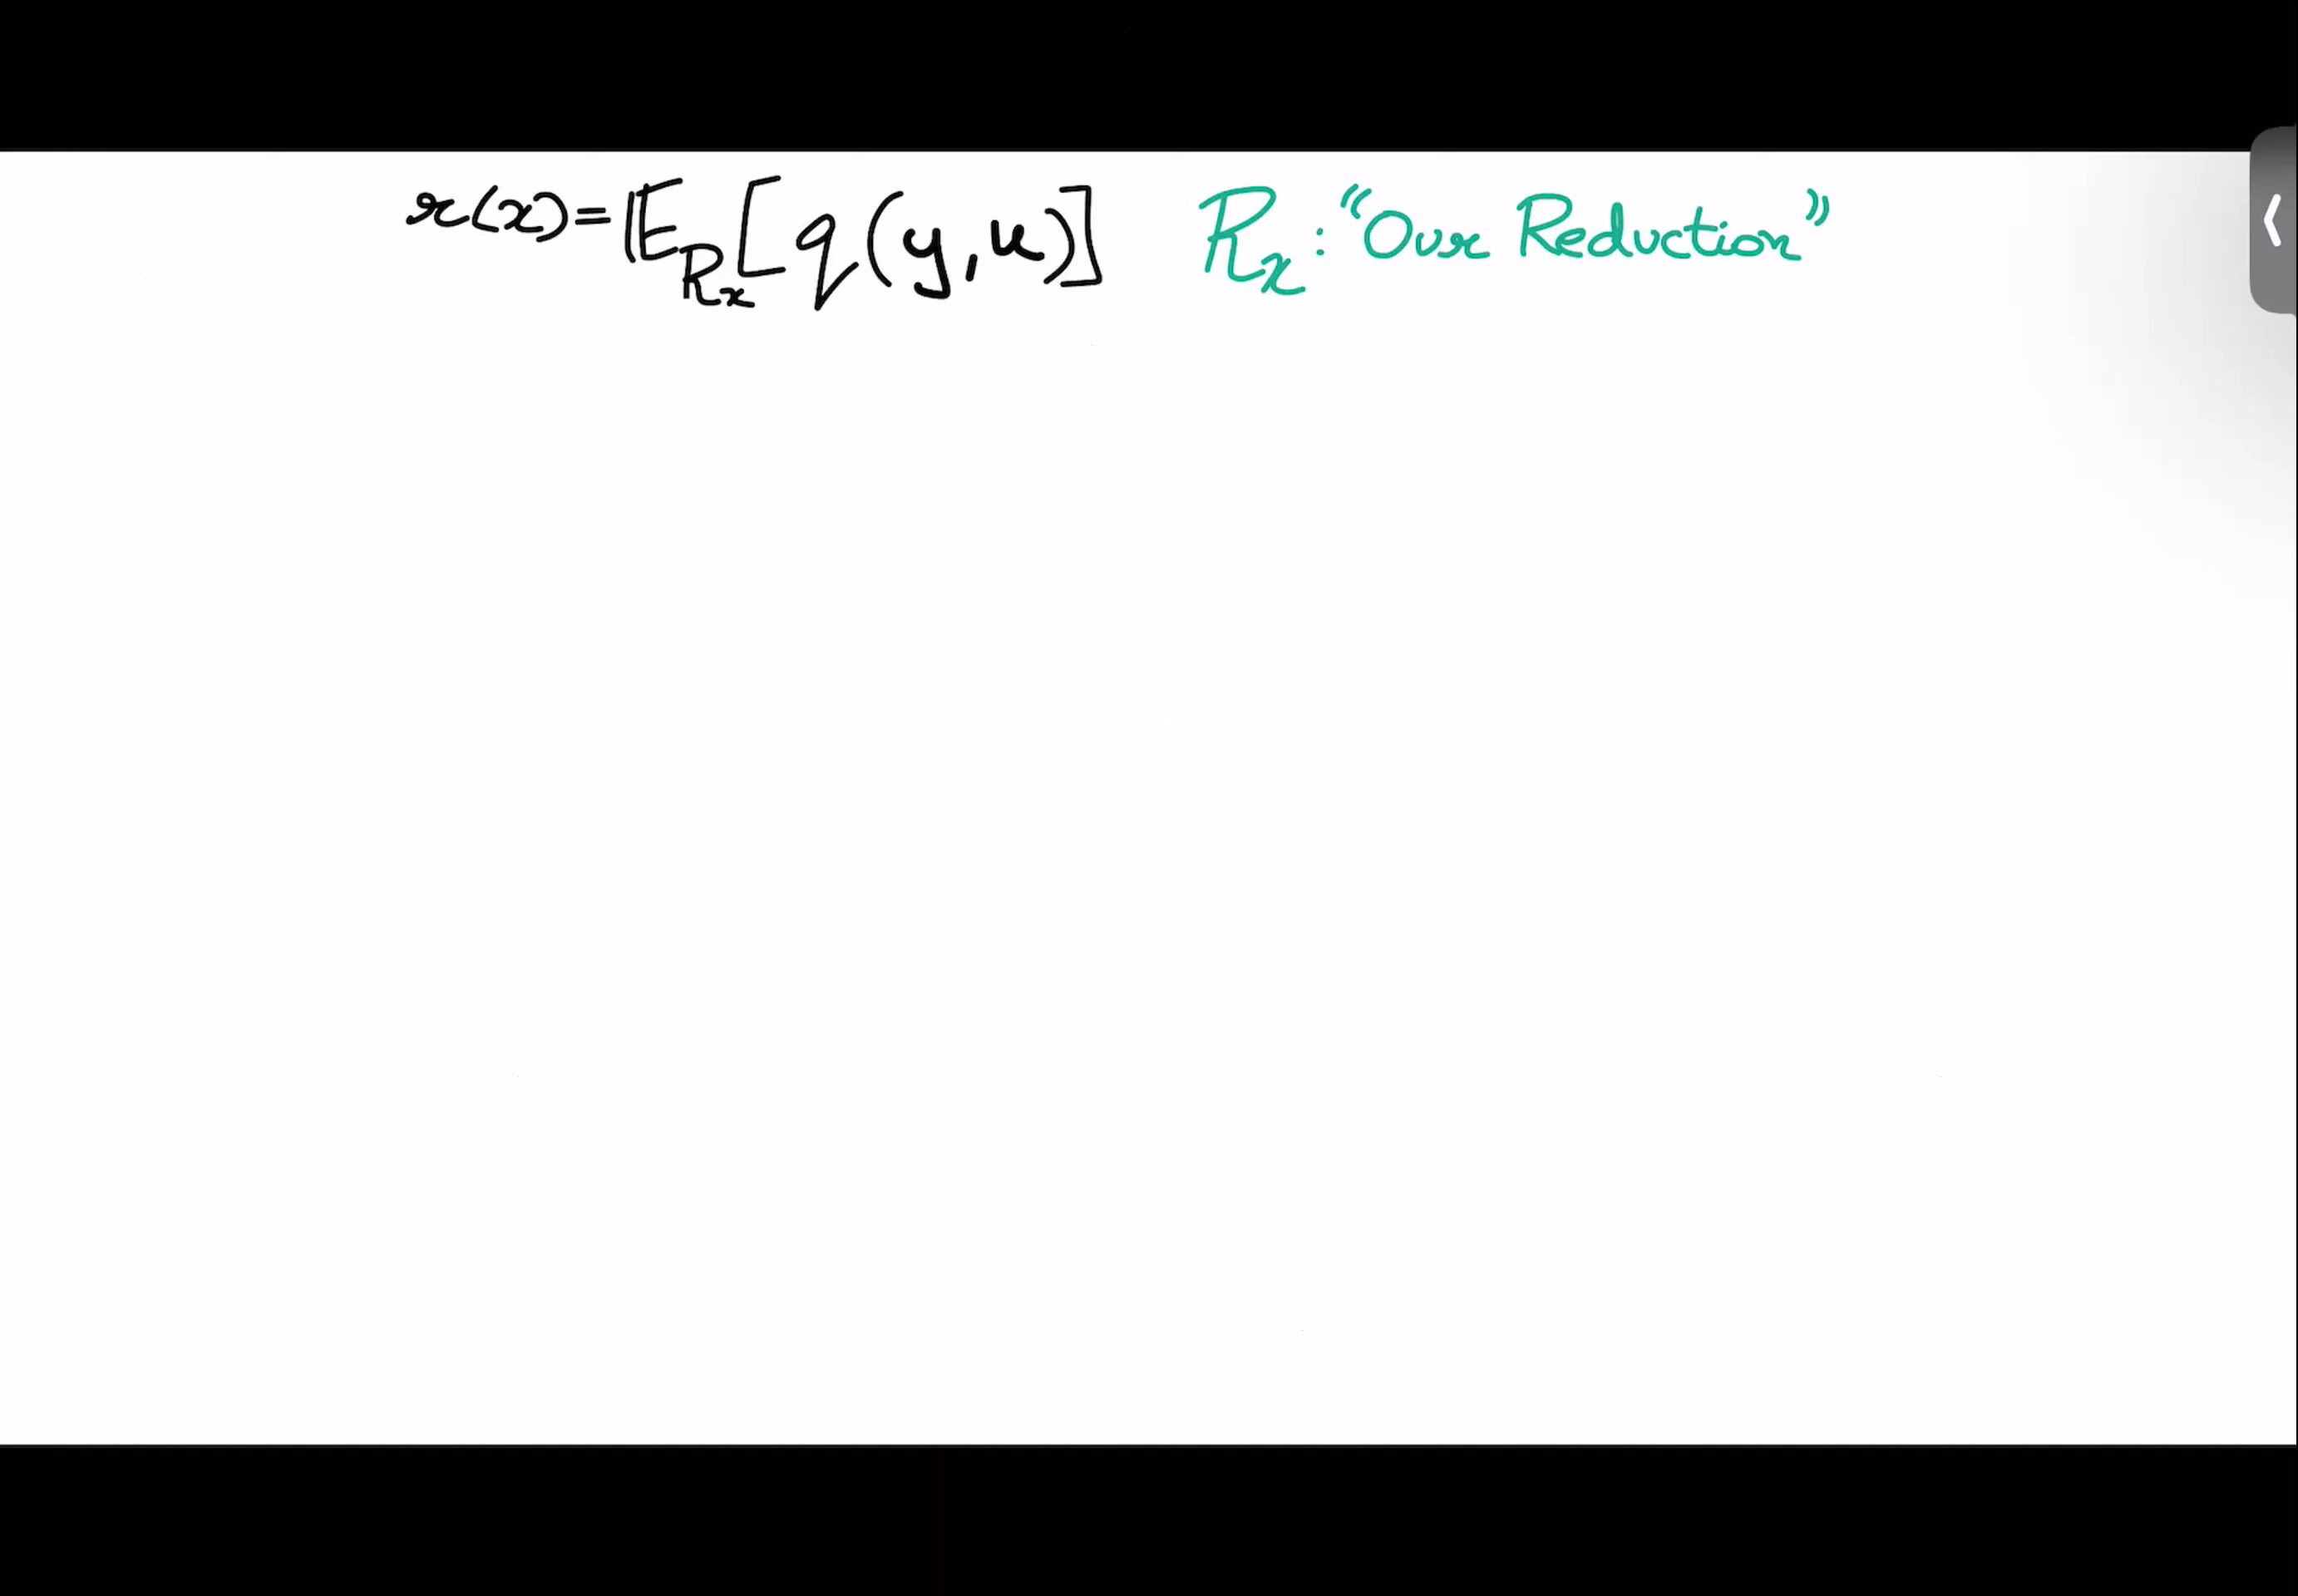 r(x) = 𝔼_{R_x} [q(y,u)] R_x : “Our Reduction”